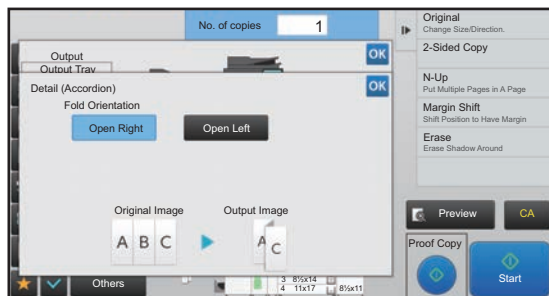 No. of copies 1
Output
Output Tray
OK
Detail (Accordion)
OK
Fold Orientation
Open Right
Open Left
Original Image
Output Image
A B C
A C
Others
3 8½x14
4 11x17
8½x11
Original
Change Size/Direction.
2-Sided Copy
N-Up
Put Multiple Pages in A Page
Margin Shift
Shift Position to Have Margin
Erase
Erase Shadow Around
Preview
CA
Proof Copy
Start